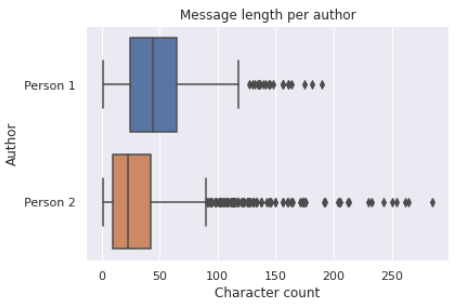 Message length per author
Person 1
Author
Person 2
0 50 100 150 200 250
Character count